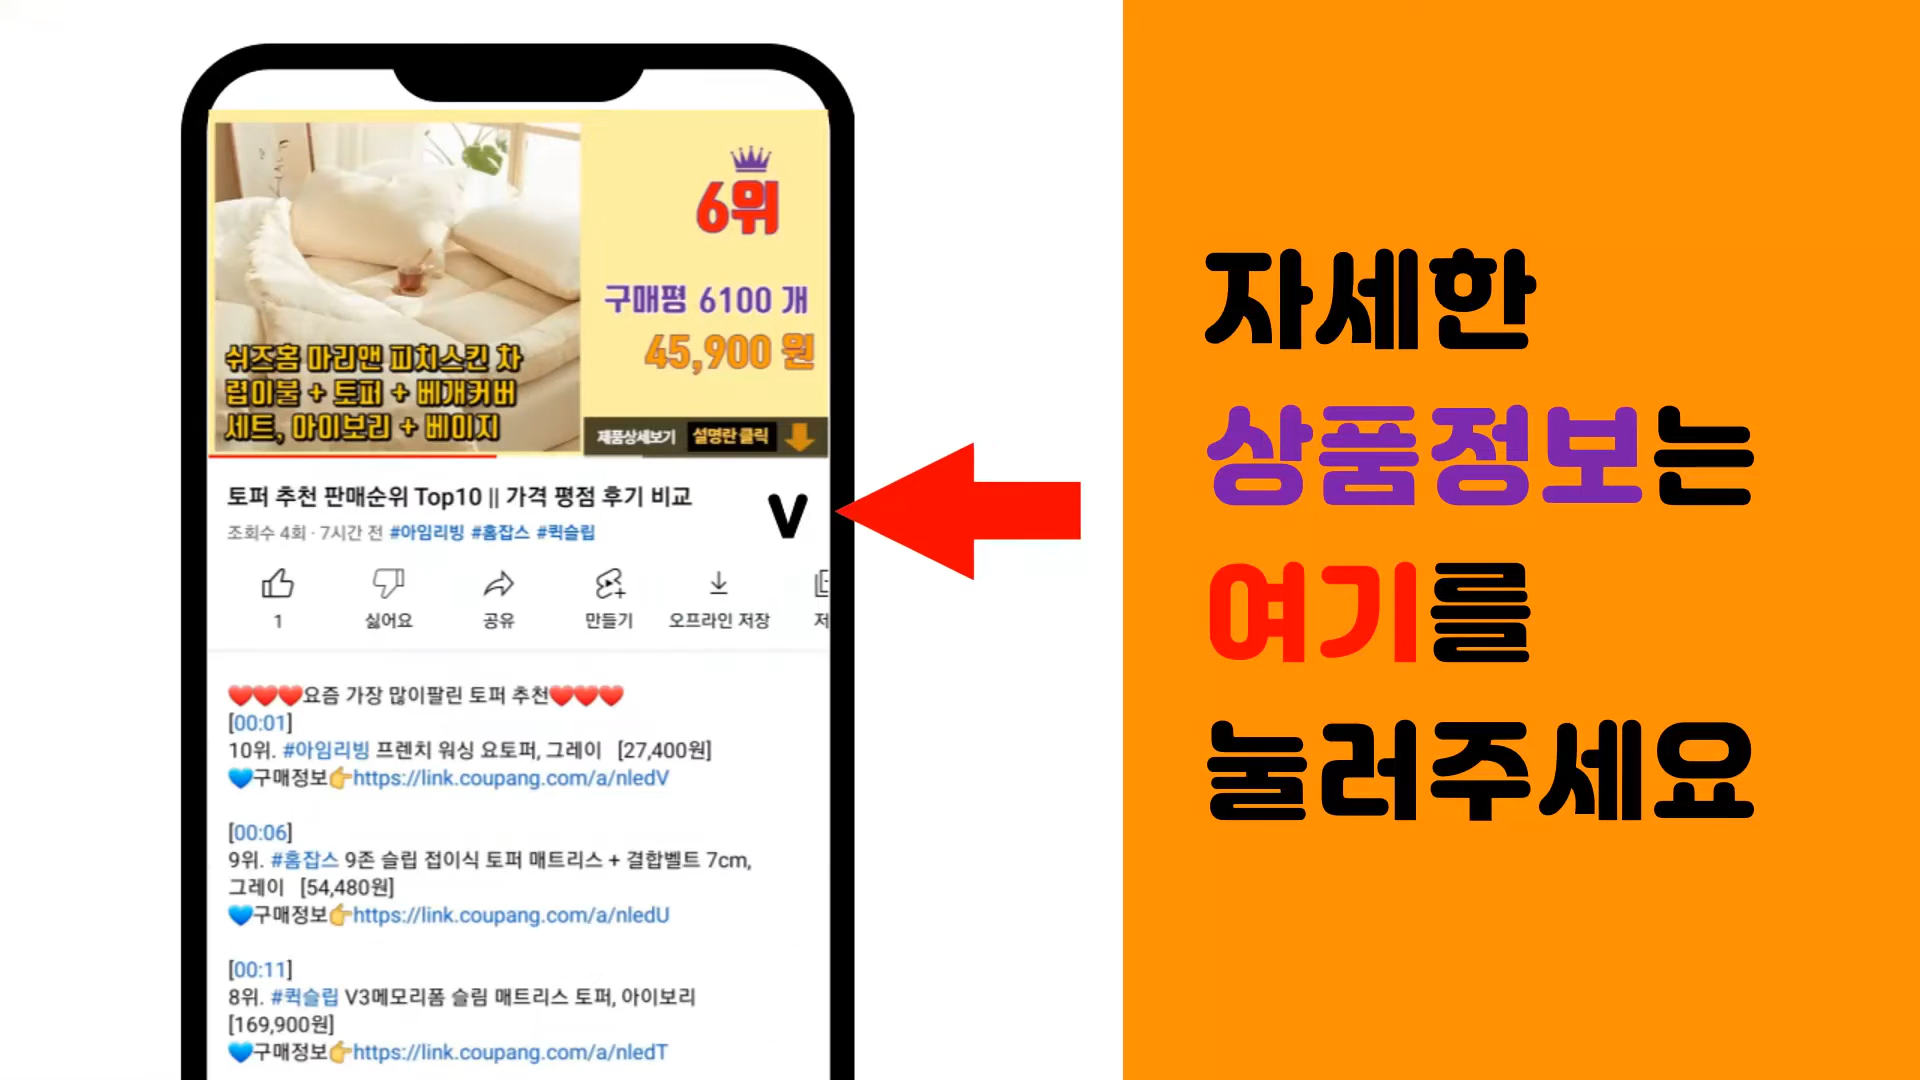 6위
구매평 6100 개
45,900 원
쉬즈홈 마리앤 피치스킨 차
렵이불 + 토퍼 + 베개커버
세트, 아이보리 + 베이지
제품상세보기 설명란 클릭
토퍼 추천 판매순위 Top10 || 가격 평점 후기 비교
V
조회수 4회 · 7시간 전 #아임리빙 #홈잡스 #퀵슬립
1 싫어요 공유 만들기 오프라인 저장 저
❤️❤️❤️요즘 가장 많이팔린 토퍼 추천❤️❤️❤️
[00:01]
10위. #아임리빙 프렌치 워싱 요토퍼, 그레이 [27,400원]
💙구매정보👉https://link.coupang.com/a/nledV
[00:06]
9위. #홈잡스 9존 슬립 접이식 토퍼 매트리스 + 결합벨트 7cm,
그레이 [54,480원]
💙구매정보👉https://link.coupang.com/a/nledU
[00:11]
8위. #퀵슬립 V3메모리폼 슬림 매트리스 토퍼, 아이보리
[169,900원]
💙구매정보👉https://link.coupang.com/a/nledT
자세한
상품정보는
여기를
눌러주세요